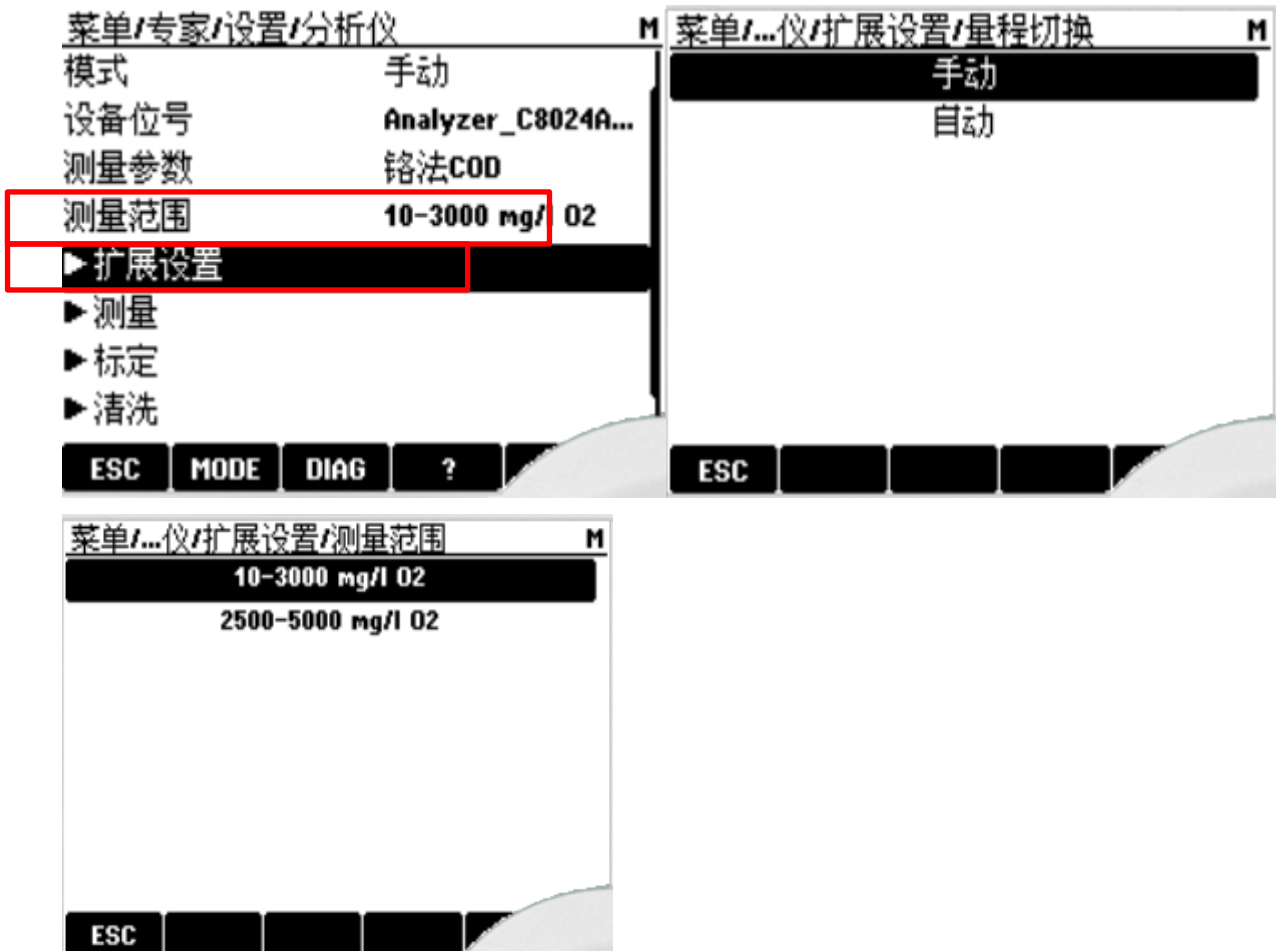 菜单/专家/设置/分析仪 M
模式 手动
设备位号 Analyzer_C8024A...
测量参数 铬法COD
测量范围 10-3000 mg/l O2
▶扩展设置
▶测量
▶标定
▶清洗
ESC MODE DIAG ?
菜单/...仪/扩展设置/量程切换 M
手动
自动
ESC
菜单/...仪/扩展设置/测量范围 M
10-3000 mg/l O2
2500-5000 mg/l O2
ESC